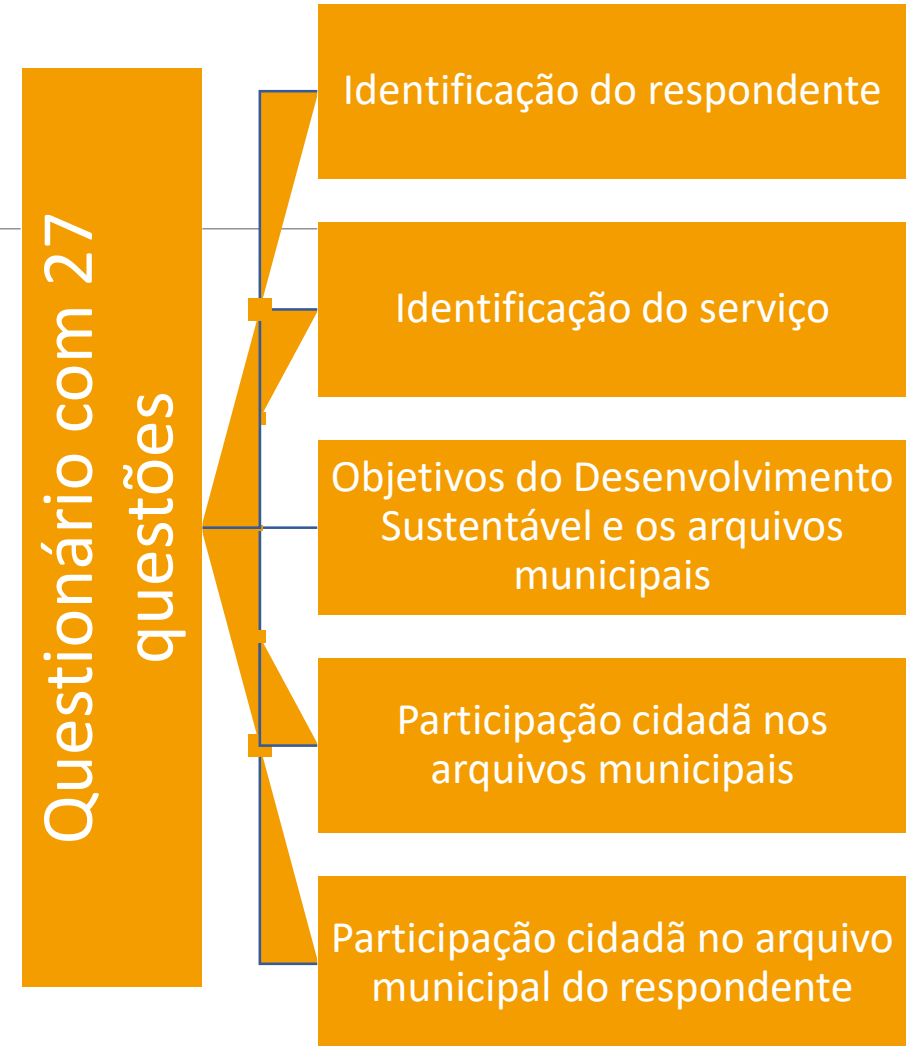 Questionário com 27
questões
Identificação do respondente
Identificação do serviço
Objetivos do Desenvolvimento
Sustentável e os arquivos
municipais
Participação cidadã nos
arquivos municipais
Participação cidadã no arquivo
municipal do respondente